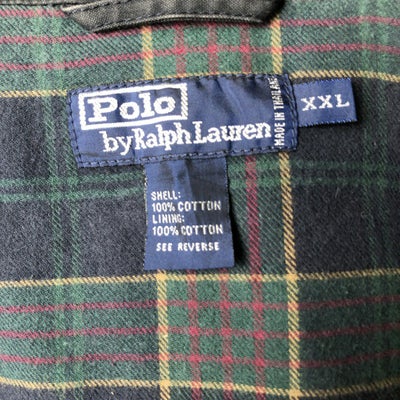 Polo
by Ralph Lauren
MADE IN THAILAND
XXL
SHELL:
100% COTTON
LINING:
100% COTTON
SEE REVERSE